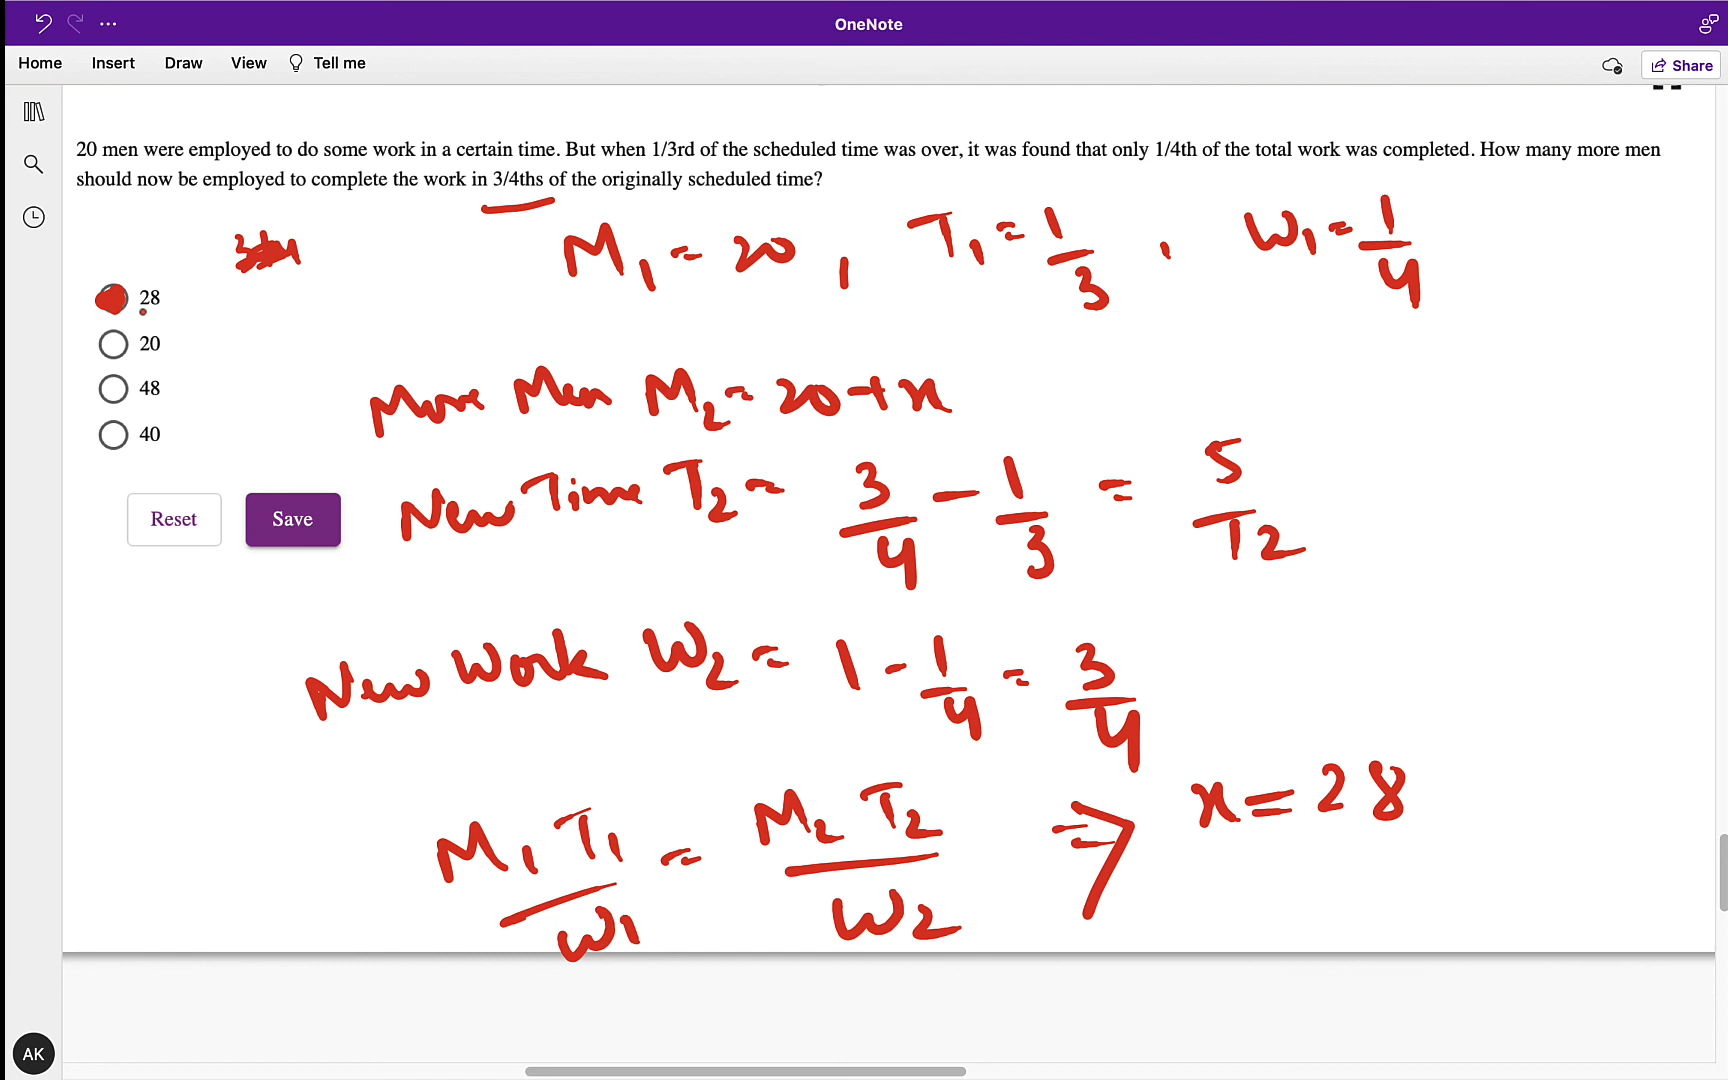 OneNote
Home Insert Draw View Tell me Share
20 men were employed to do some work in a certain time. But when 1/3rd of the scheduled time was over, it was found that only 1/4th of the total work was completed. How many more men
should now be employed to complete the work in 3/4ths of the originally scheduled time?
M₁ = 20, T₁ = 1/3, W₁ = 1/4
28
20
48
40
More Men M₂ = 20 + x
Reset Save
New Time T₂ = 3/4 - 1/3 = 5/12
New Work W₂ = 1 - 1/4 = 3/4
M₁ T₁ / W₁ = M₂ T₂ / W₂ ⇒ x = 28
AK